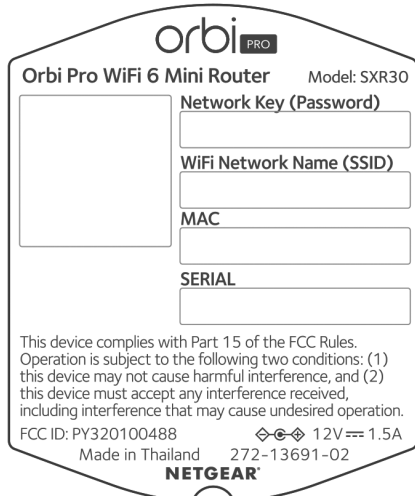 orbi PRO
Orbi Pro WiFi 6 Mini Router Model: SXR30
Network Key (Password)
WiFi Network Name (SSID)
MAC
SERIAL
This device complies with Part 15 of the FCC Rules.
Operation is subject to the following two conditions: (1)
this device may not cause harmful interference, and (2)
this device must accept any interference received,
including interference that may cause undesired operation.
FCC ID: PY320100488 12V 1.5A
Made in Thailand 272-13691-02
NETGEAR®